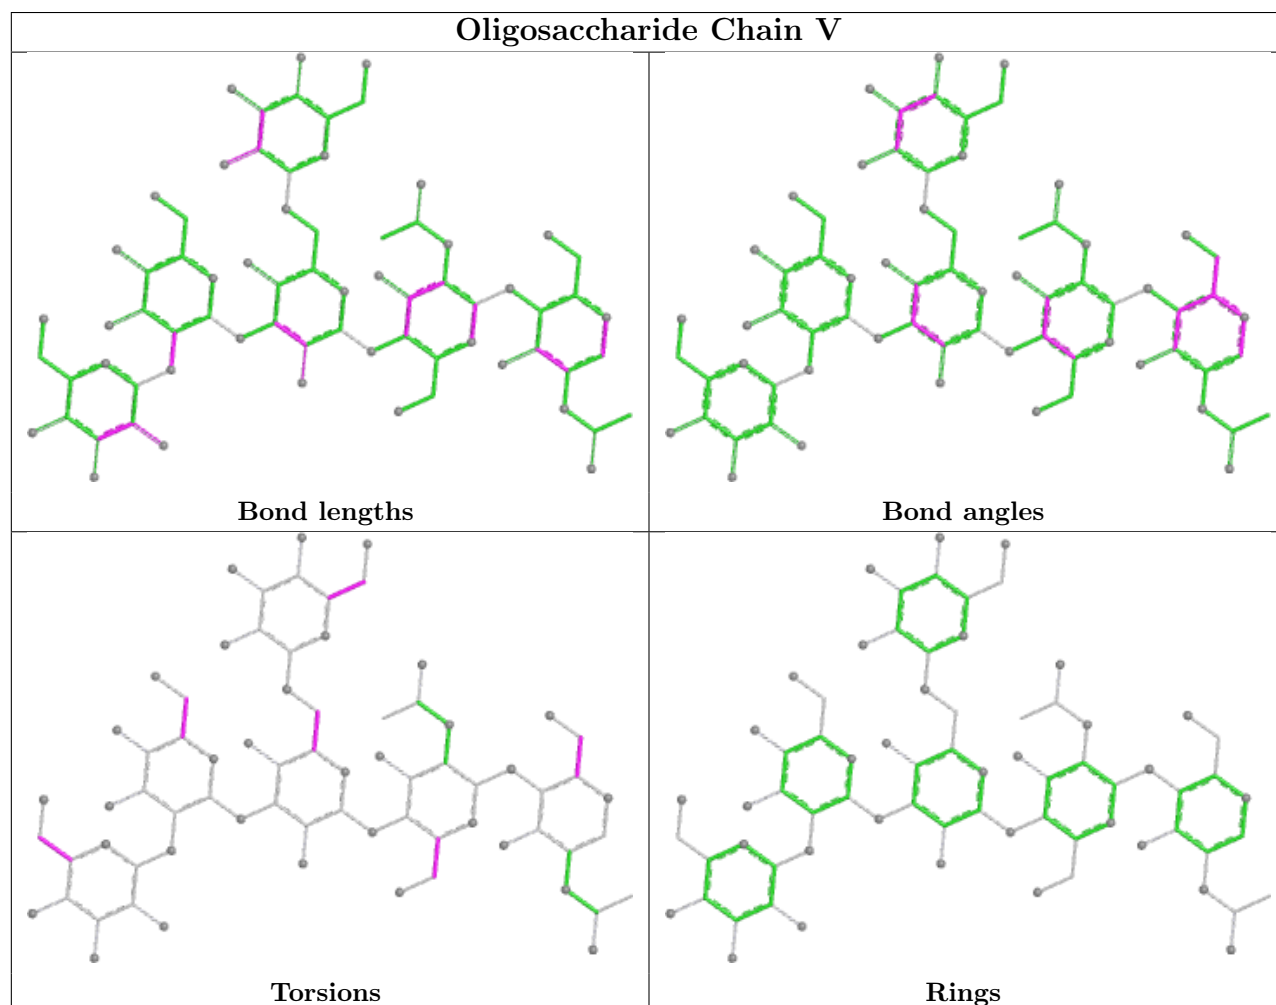 Oligosaccharide Chain V
Bond lengths
Bond angles
Torsions
Rings